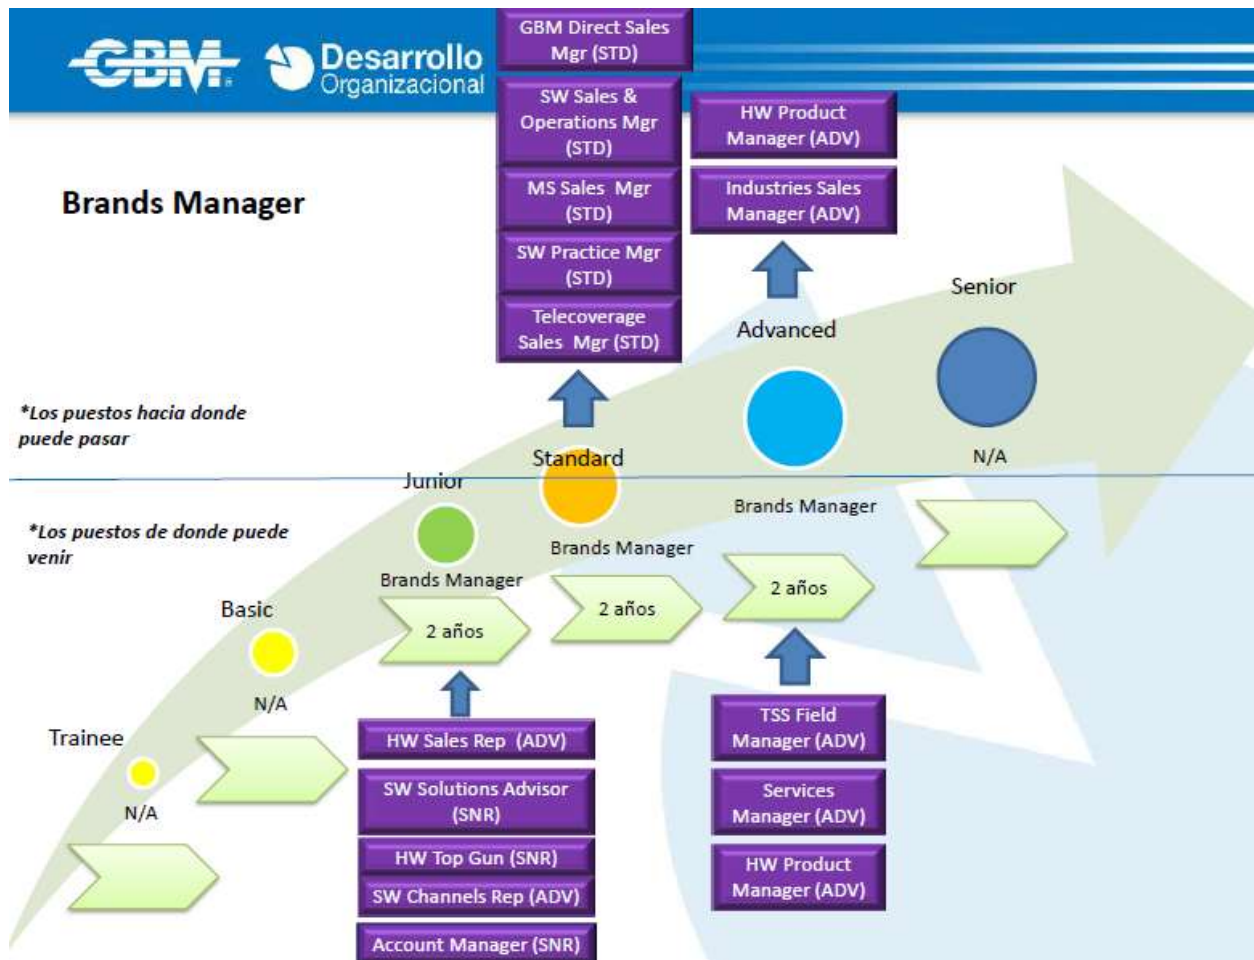 GBM
®
Desarrollo
Organizacional
GBM Direct Sales
Mgr (STD)
SW Sales &
Operations Mgr
(STD)
MS Sales Mgr
(STD)
SW Practice Mgr
(STD)
Telecoverage
Sales Mgr (STD)
HW Product
Manager (ADV)
Industries Sales
Manager (ADV)
Brands Manager
Senior
Advanced
*Los puestos hacia donde
puede pasar
N/A
Standard
Junior
Brands Manager
*Los puestos de donde puede
venir
Brands Manager
Brands Manager
2 años
2 años
2 años
Basic
N/A
Trainee
N/A
HW Sales Rep (ADV)
SW Solutions Advisor
(SNR)
HW Top Gun (SNR)
SW Channels Rep (ADV)
Account Manager (SNR)
TSS Field
Manager (ADV)
Services
Manager (ADV)
HW Product
Manager (ADV)